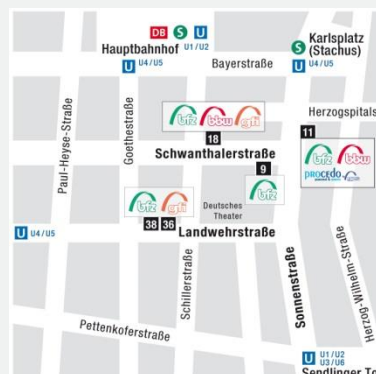 DB S U
Hauptbahnhof U1/U2
U U4/U5
Karlsplatz
S (Stachus)
U U4/U5
Bayerstraße
Paul-Heyse-Straße
Goethestraße
Herzogspitals
bfz bbw gfi
18
Schwanthalerstraße
11
bfz bbw
procedo
9
bfz
bfz gfi
38 36
Deutsches
Theater
U U4/U5
Landwehrstraße
Schillerstraße
Sonnenstraße
Herzog-Wilhelm-Straße
Pettenkoferstraße
U U1/U2
U3/U6
Sendlinger To